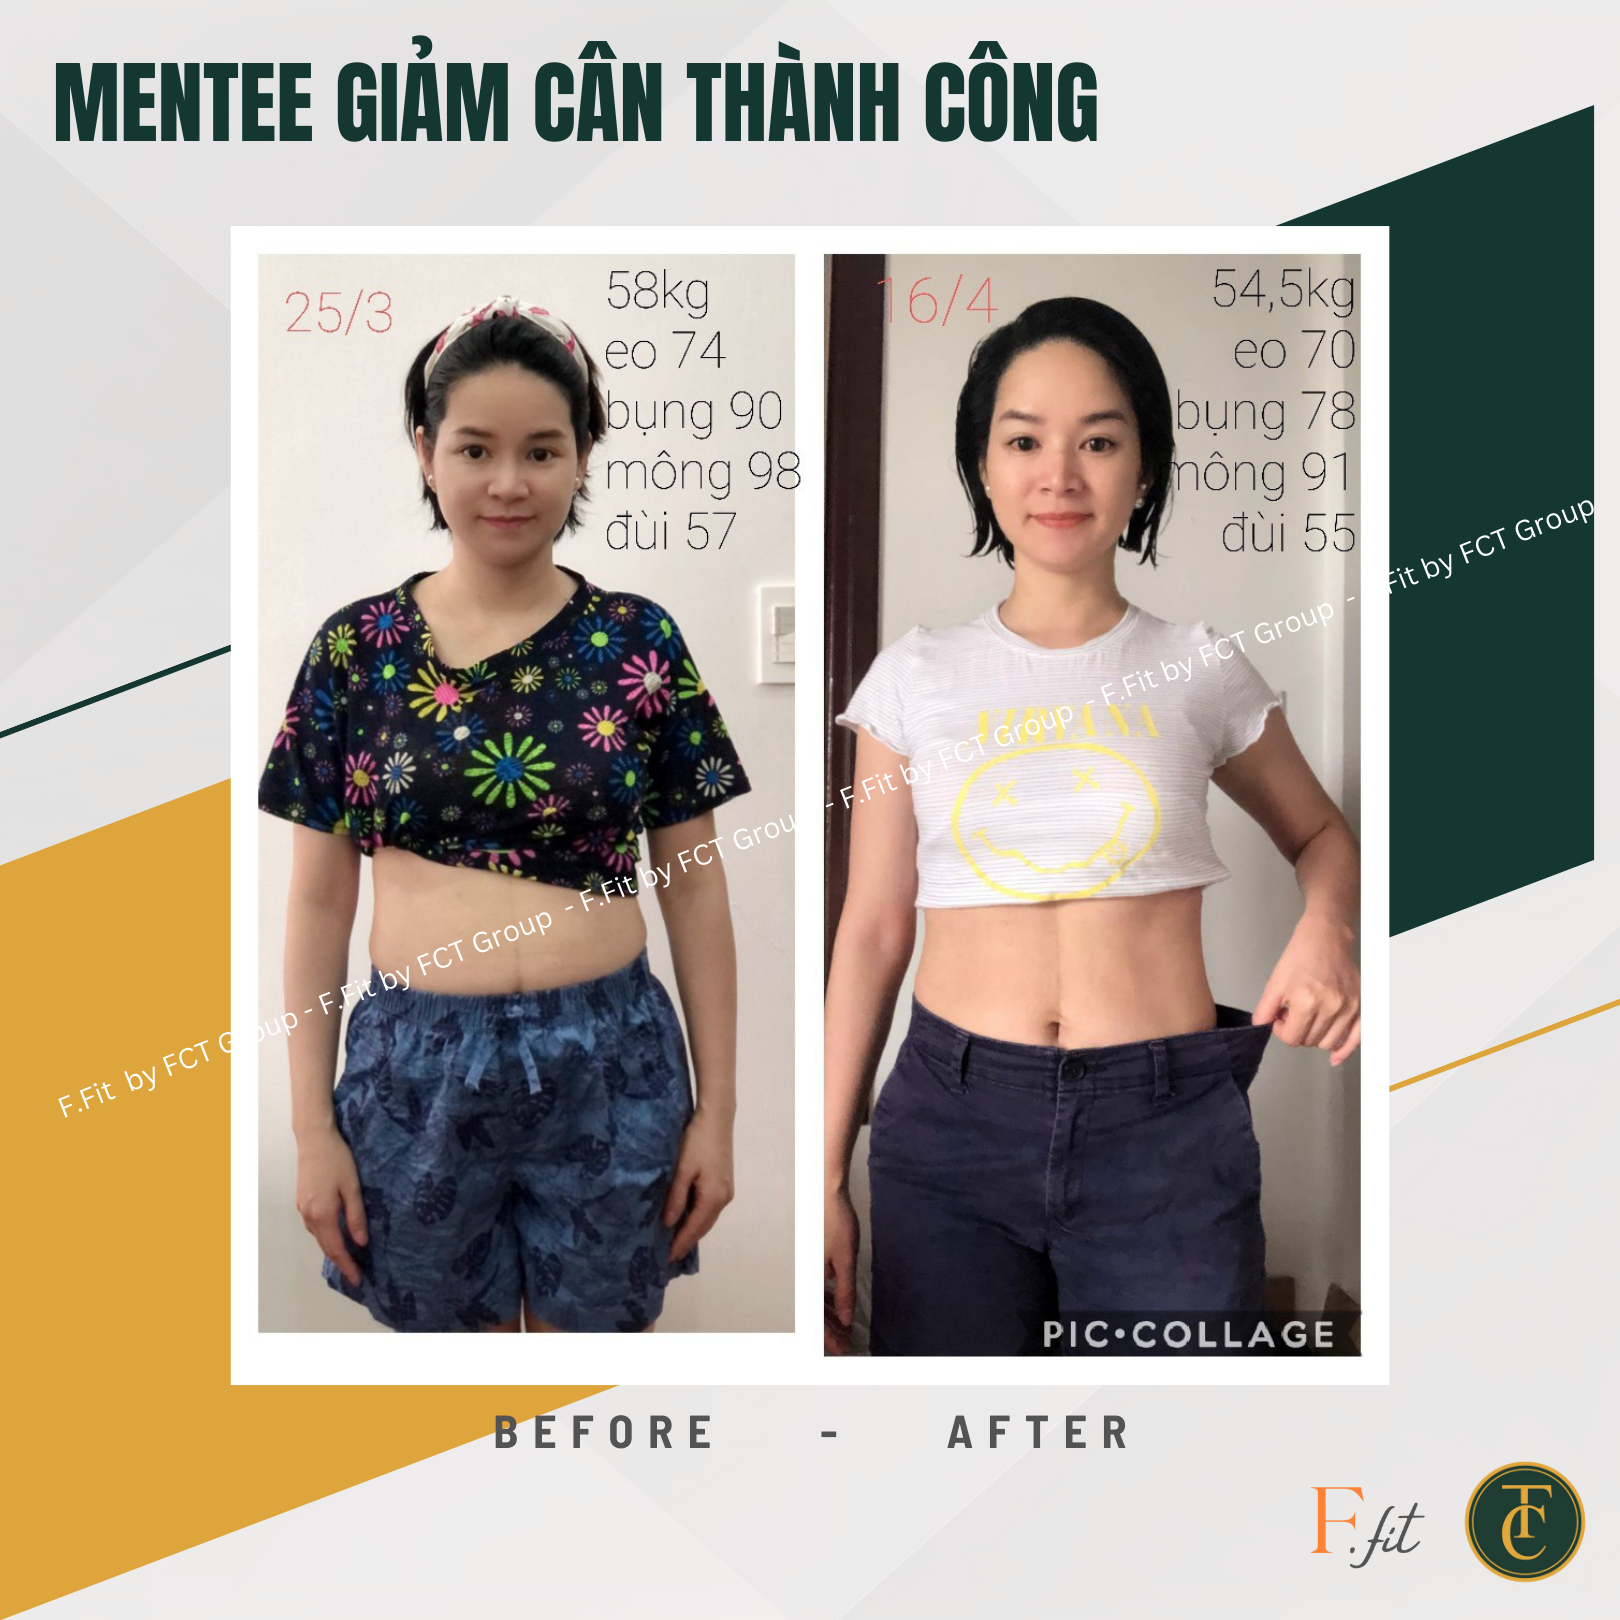 MENTEE GIẢM CÂN THÀNH CÔNG
25/3
58kg
eo 74
bụng 90
mông 98
đùi 57
16/4
54,5kg
eo 70
bụng 78
mông 91
đùi 55
NIRVANA
F.Fit by FCT Group - F.Fit by FCT Group - F.Fit by FCT Group - F.Fit by FCT Group - F.Fit by FCT Group - F.Fit by FCT Group
PIC•COLLAGE
BEFORE - AFTER
F.fit